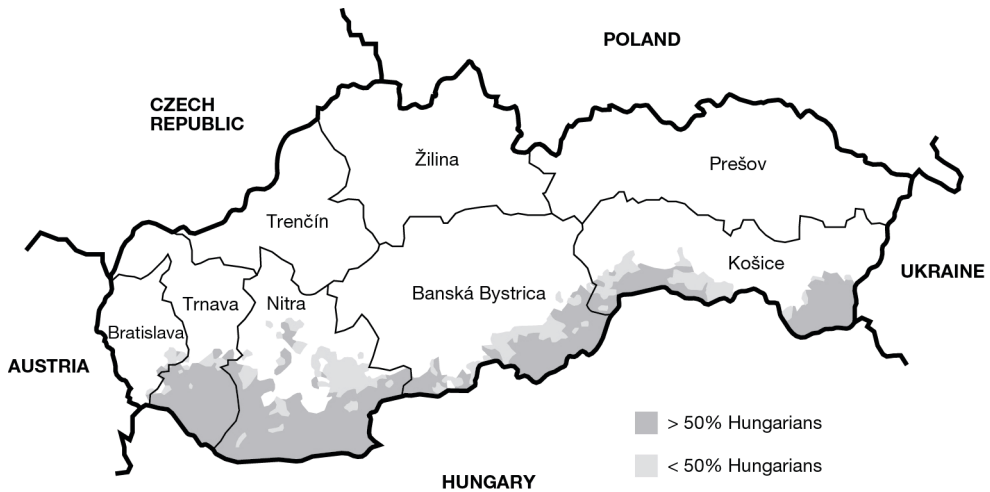 POLAND
CZECH
REPUBLIC
Žilina
Prešov
Trenčín
Košice
UKRAINE
Banská Bystrica
Trnava
Nitra
Bratislava
AUSTRIA
> 50% Hungarians
< 50% Hungarians
HUNGARY